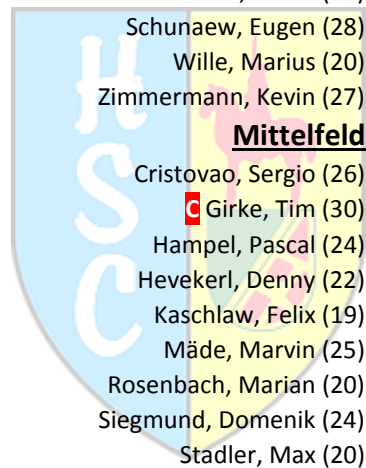 Schunaew, Eugen (28)
Wille, Marius (20)
Zimmermann, Kevin (27)
Mittelfeld
Cristovao, Sergio (26)
C Girke, Tim (30)
Hampel, Pascal (24)
Hevekerl, Denny (22)
Kaschlaw, Felix (19)
Mäde, Marvin (25)
Rosenbach, Marian (20)
Siegmund, Domenik (24)
Stadler, Max (20)
HSC